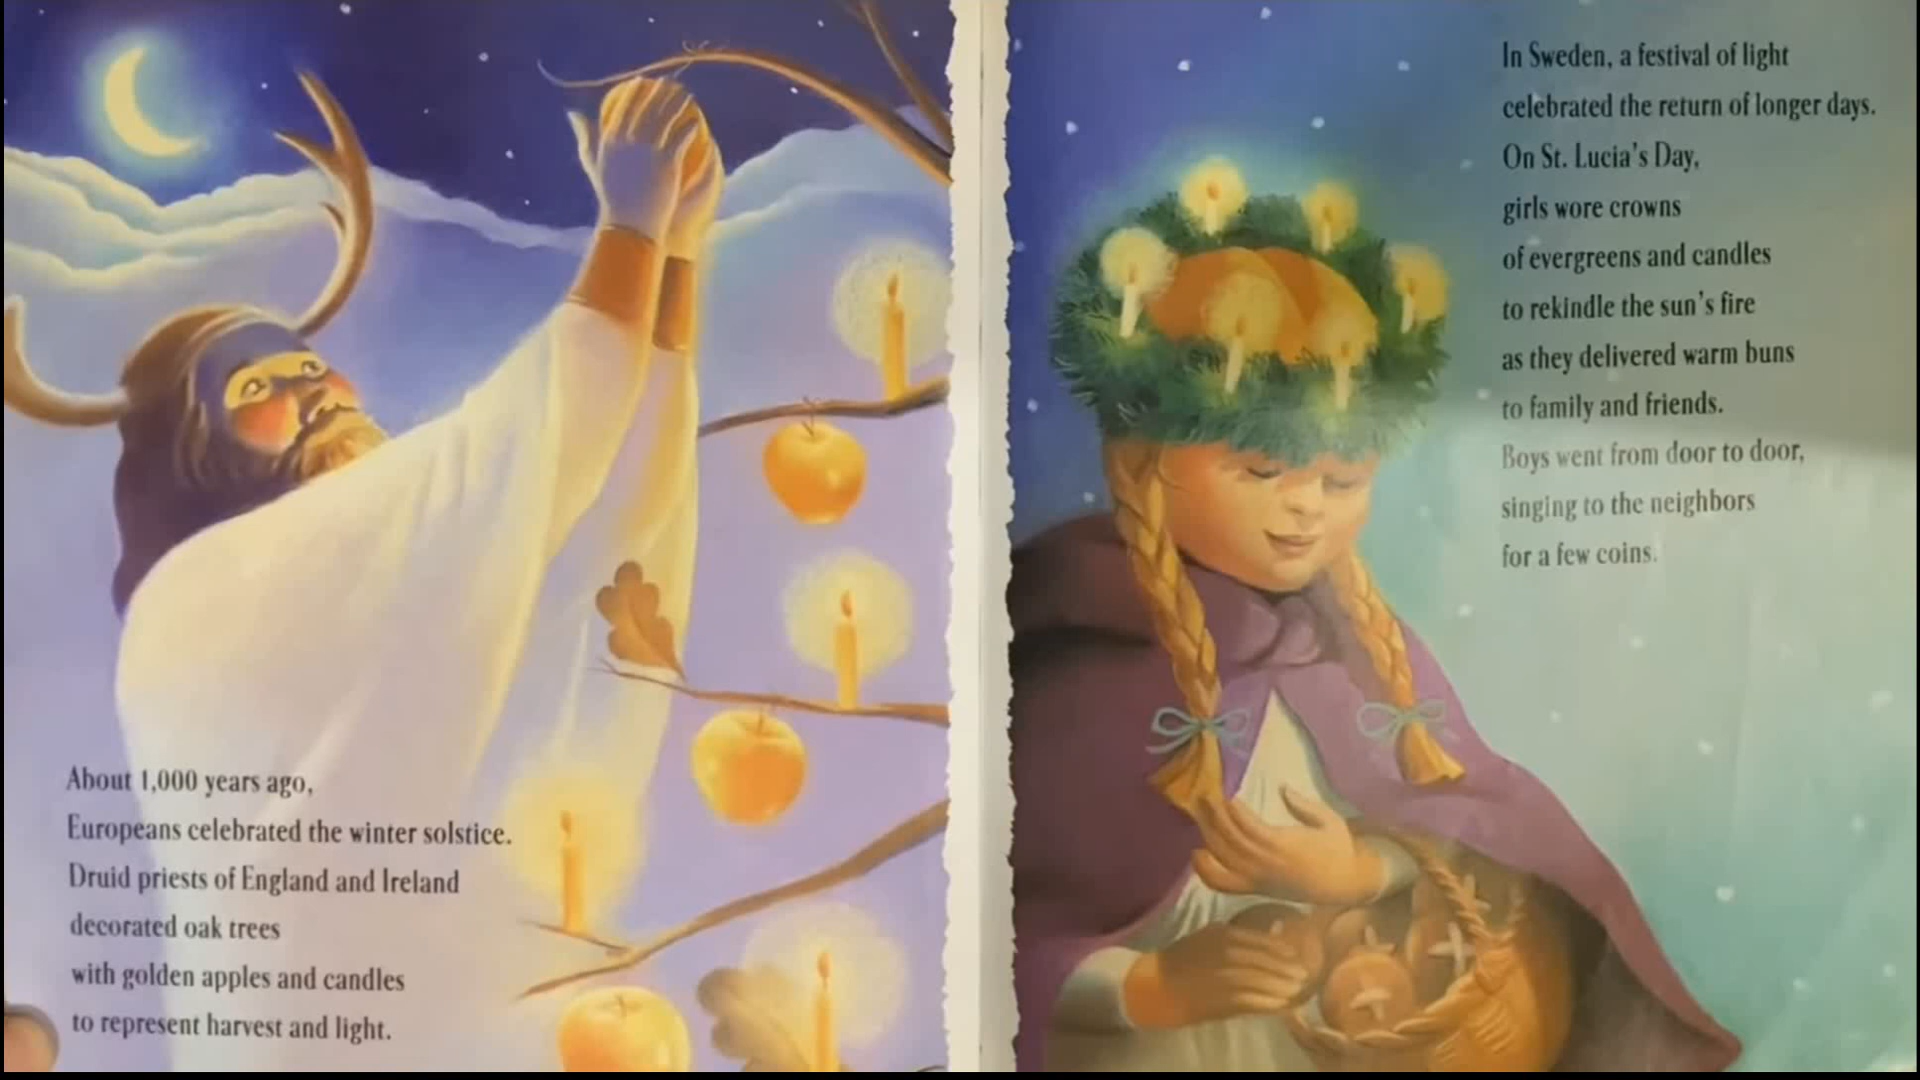 About 1,000 years ago,
Europeans celebrated the winter solstice.
Druid priests of England and Ireland
decorated oak trees
with golden apples and candles
to represent harvest and light.
In Sweden, a festival of light
celebrated the return of longer days.
On St. Lucia's Day,
girls wore crowns
of evergreens and candles
to rekindle the sun's fire
as they delivered warm buns
to family and friends.
Boys went from door to door,
singing to the neighbors
for a few coins.